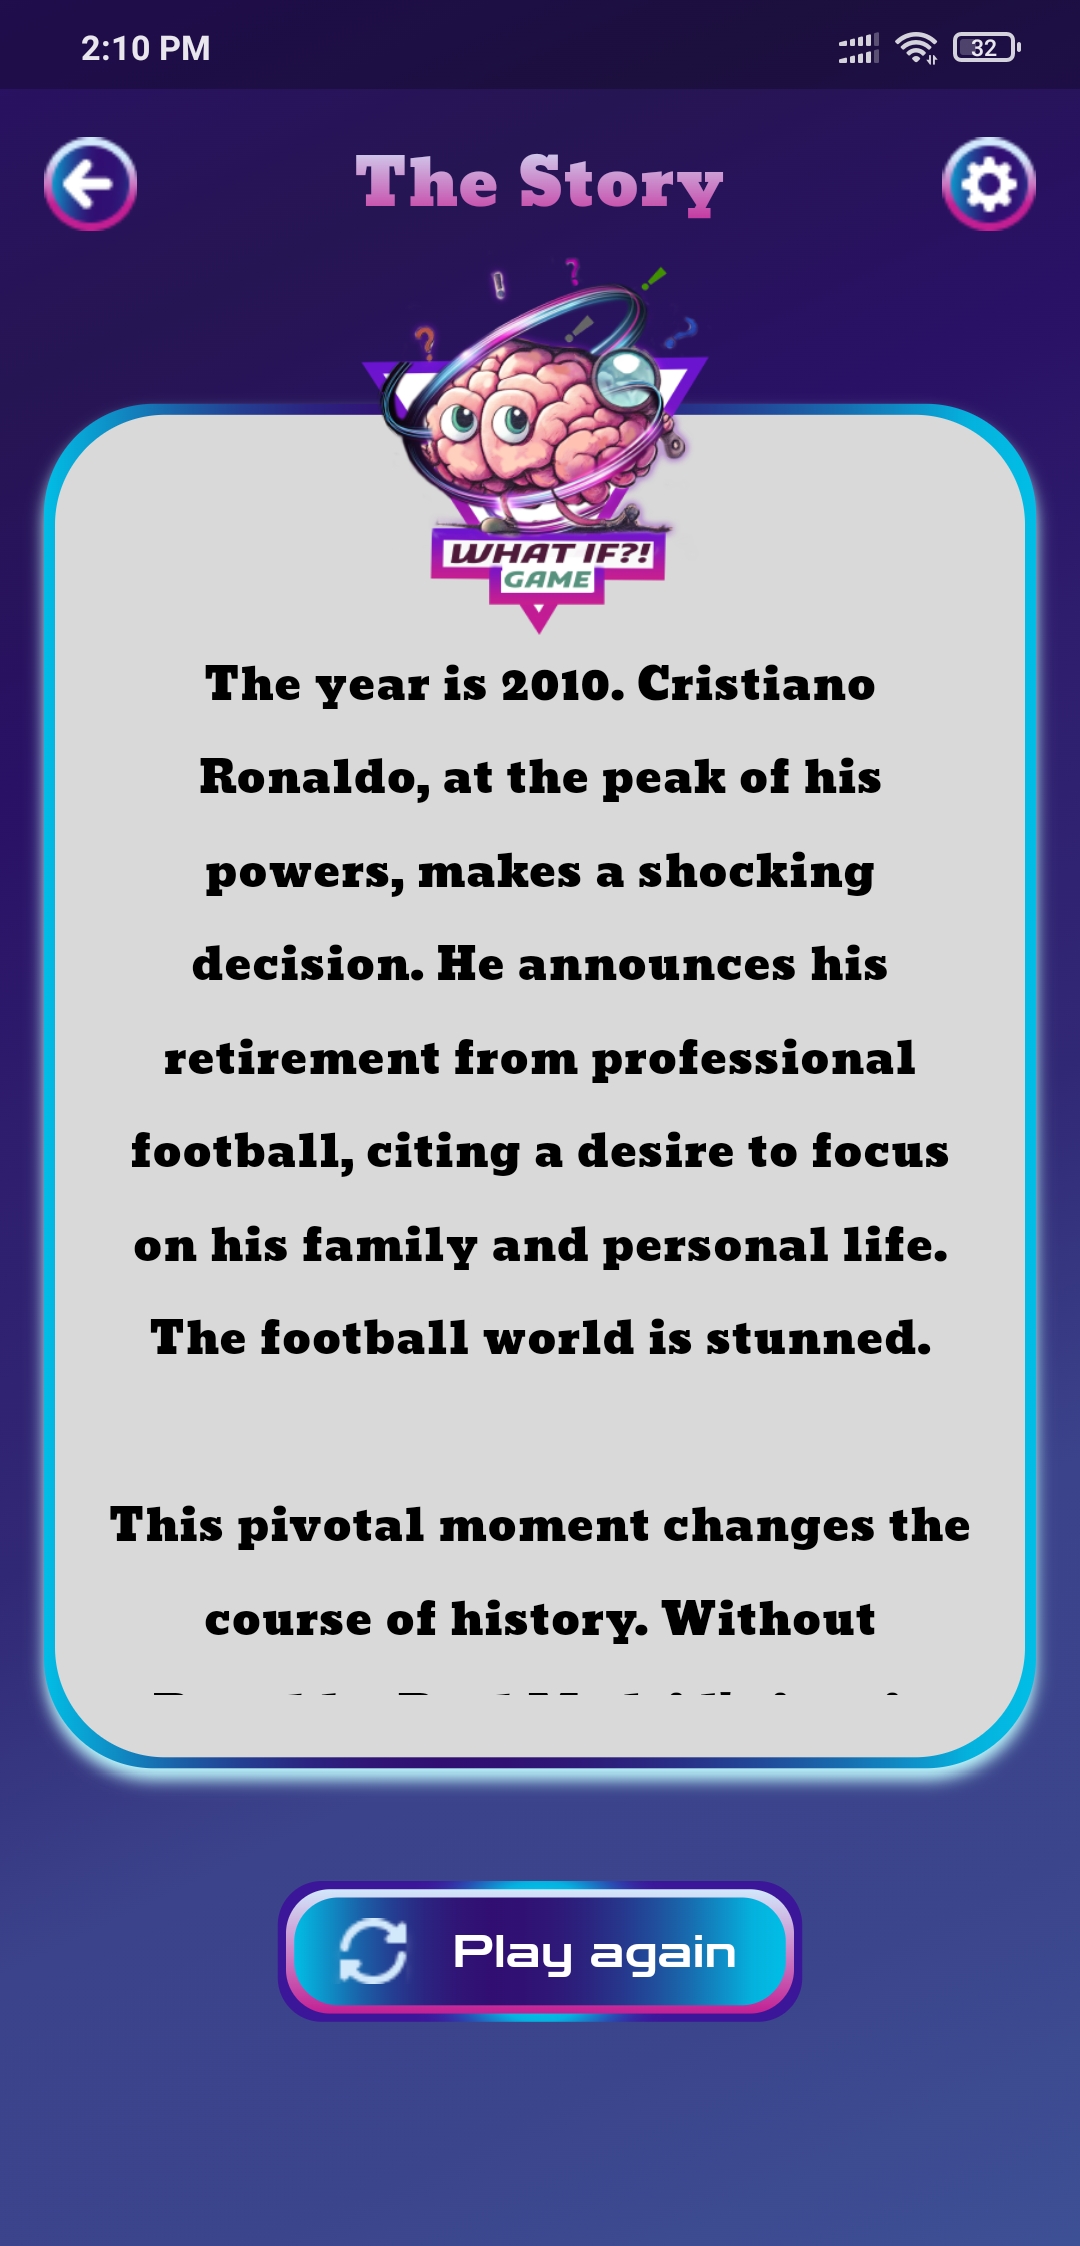 2:10 PM
32
The Story
WHAT IF?!
GAME
The year is 2010. Cristiano
Ronaldo, at the peak of his
powers, makes a shocking
decision. He announces his
retirement from professional
football, citing a desire to focus
on his family and personal life.
The football world is stunned.
This pivotal moment changes the
course of history. Without
Play again